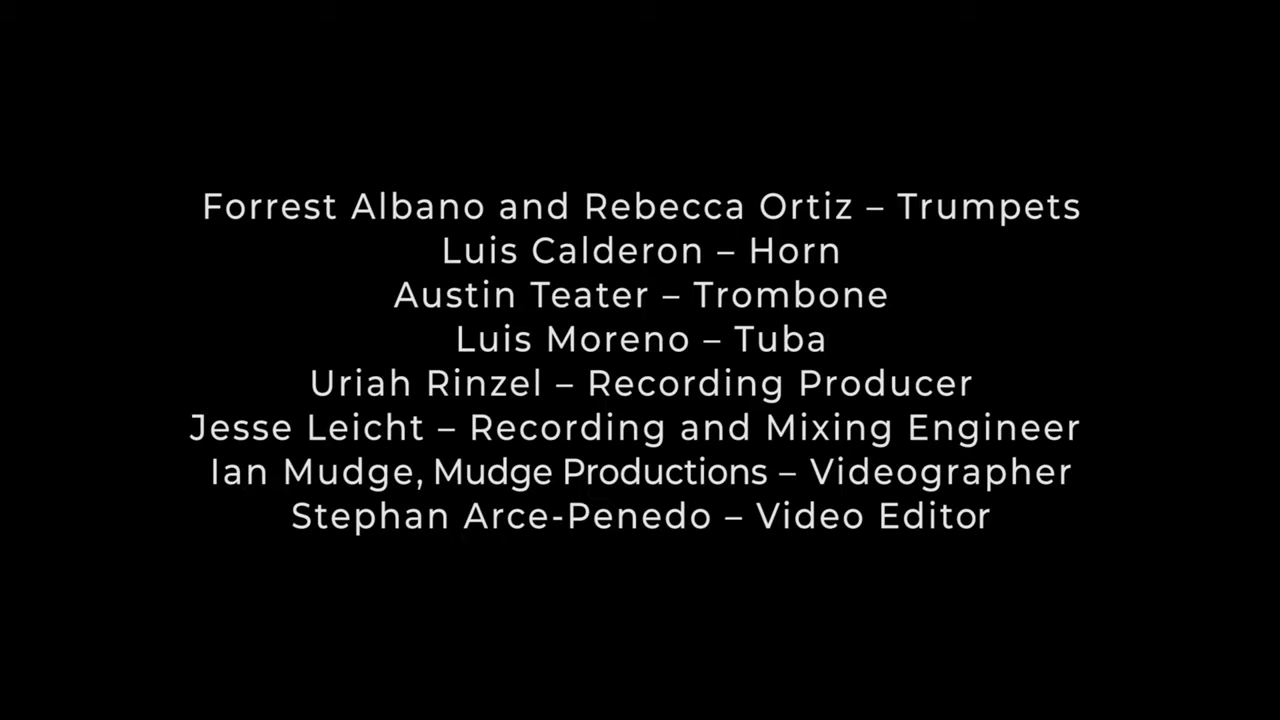 Forrest Albano and Rebecca Ortiz – Trumpets
Luis Calderon – Horn
Austin Teater – Trombone
Luis Moreno – Tuba
Uriah Rinzel – Recording Producer
Jesse Leicht – Recording and Mixing Engineer
Ian Mudge, Mudge Productions – Videographer
Stephan Arce-Penedo – Video Editor